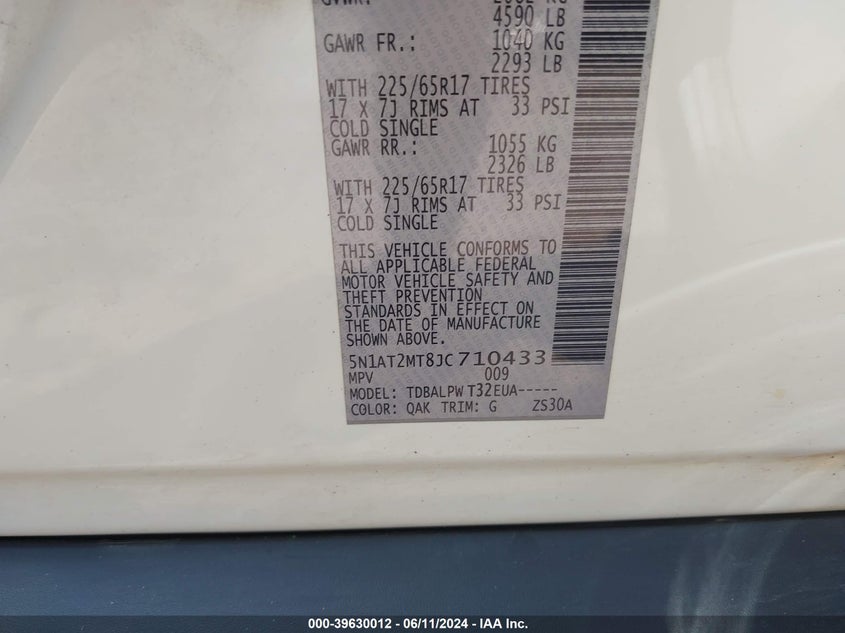 4590 LB
GAWR FR.: 1040 KG
2293 LB
WITH 225/65R17 TIRES
17 X 7J RIMS AT 33 PSI
COLD SINGLE
GAWR RR.: 1055 KG
2326 LB
WITH 225/65R17 TIRES
17 X 7J RIMS AT 33 PSI
COLD SINGLE
THIS VEHICLE CONFORMS TO
ALL APPLICABLE FEDERAL
MOTOR VEHICLE SAFETY AND
THEFT PREVENTION
STANDARDS IN EFFECT ON
THE DATE OF MANUFACTURE
SHOWN ABOVE.
5N1AT2MT8JC710433
MPV 009
MODEL: TDBALPW T32EUA-----
COLOR: QAK TRIM: G ZS30A
000-39630012 - 06/11/2024 - IAA Inc.